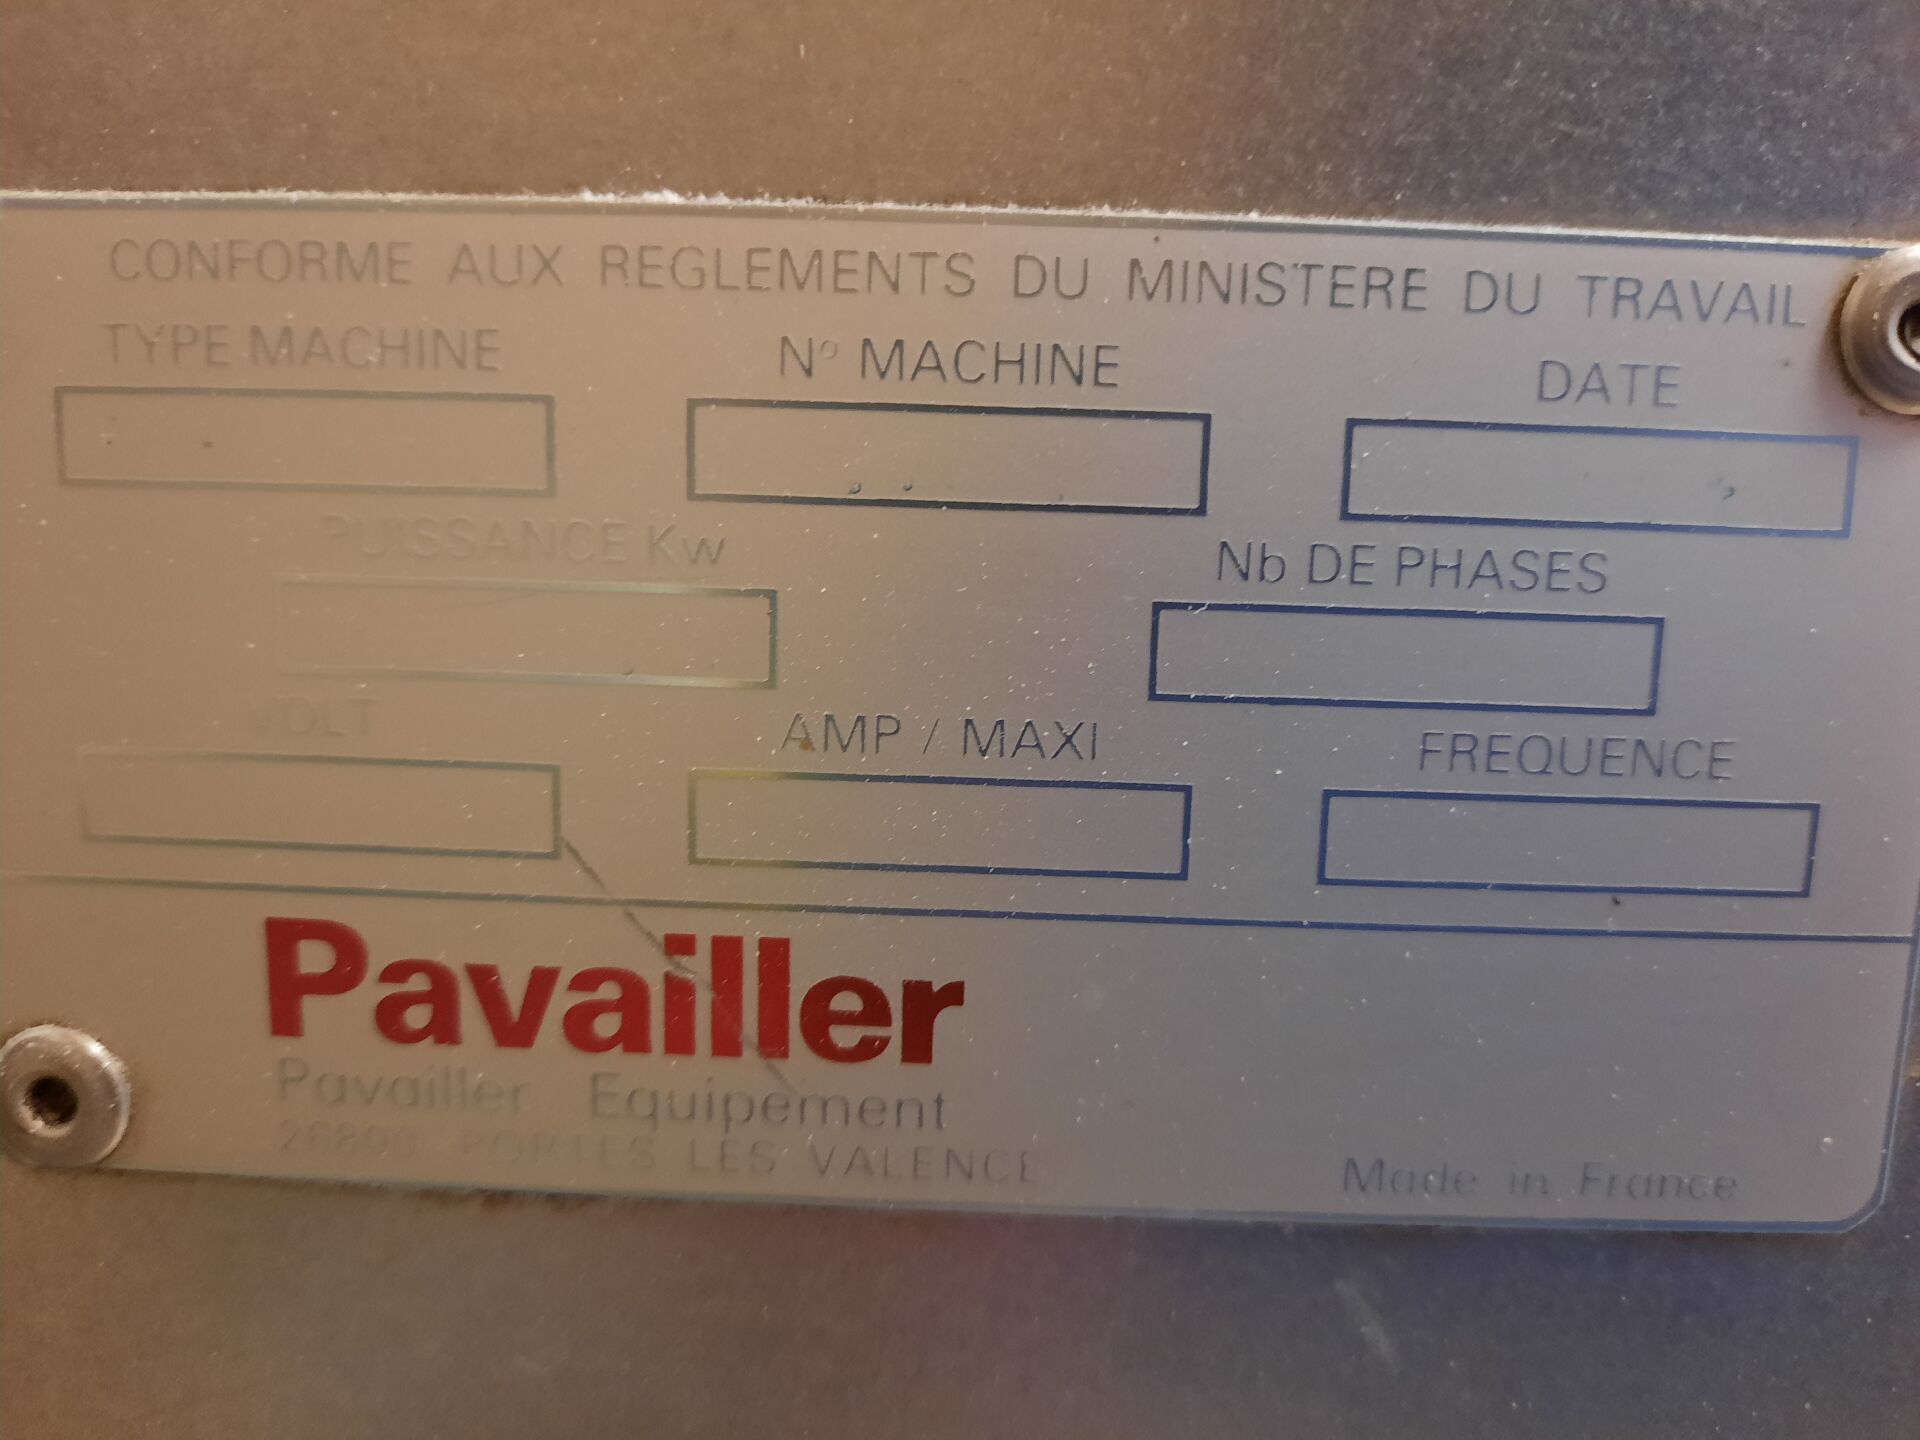 CONFORME AUX REGLEMENTS DU MINISTERE DU TRAVAIL
TYPE MACHINE N° MACHINE DATE
PUISSANCE Kw Nb DE PHASES
VOLT AMP / MAXI FREQUENCE
Pavailler
Pavailler Equipement
26800 PORTES LES VALENCE
Made in France